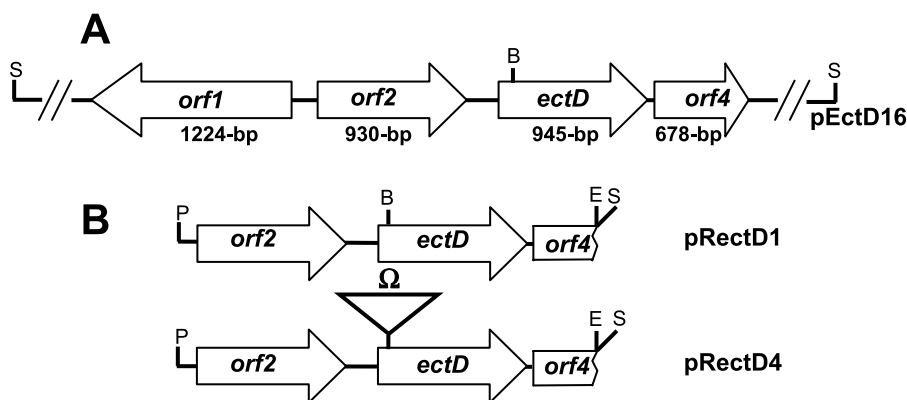 A
S
B
S
orf1
orf2
ectD
orf4
1224-bp
930-bp
945-bp
678-bp
pEctD16
B
P
B
E
S
orf2
ectD
orf4
pRectD1
Ω
P
E
S
orf2
ectD
orf4
pRectD4